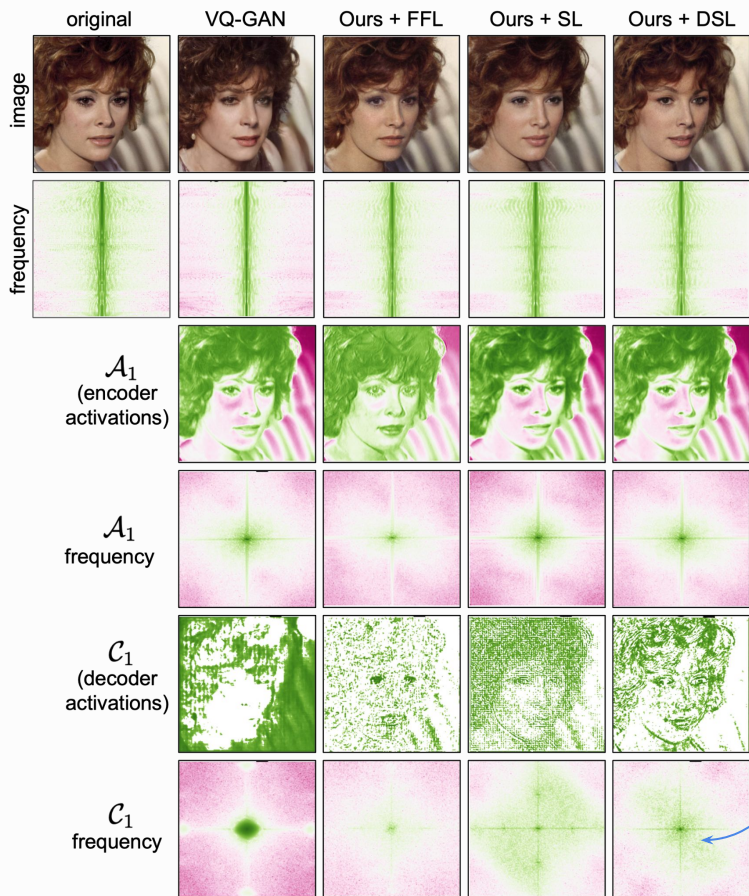 original VQ-GAN Ours + FFL Ours + SL Ours + DSL
image
frequency
𝒜₁
(encoder
activations)
𝒜₁
frequency
𝒞₁
(decoder
activations)
𝒞₁
frequency